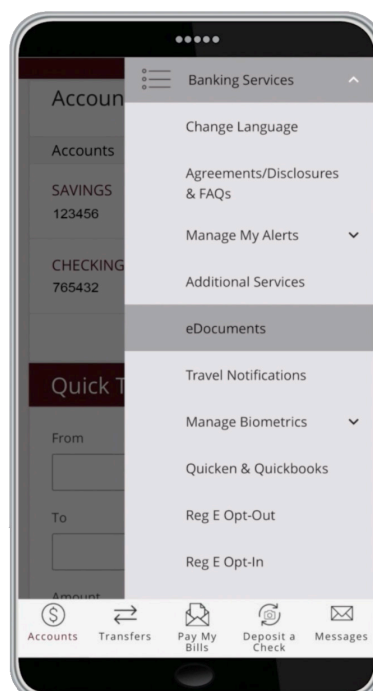 Banking Services
Accoun
Change Language
Accounts
Agreements/Disclosures
& FAQs
SAVINGS
123456
Manage My Alerts
CHECKING
765432
Additional Services
eDocuments
Quick T
Travel Notifications
From
Manage Biometrics
Quicken & Quickbooks
To
Reg E Opt-Out
Reg E Opt-In
Amount
Accounts Transfers Pay My Bills Deposit a Check Messages